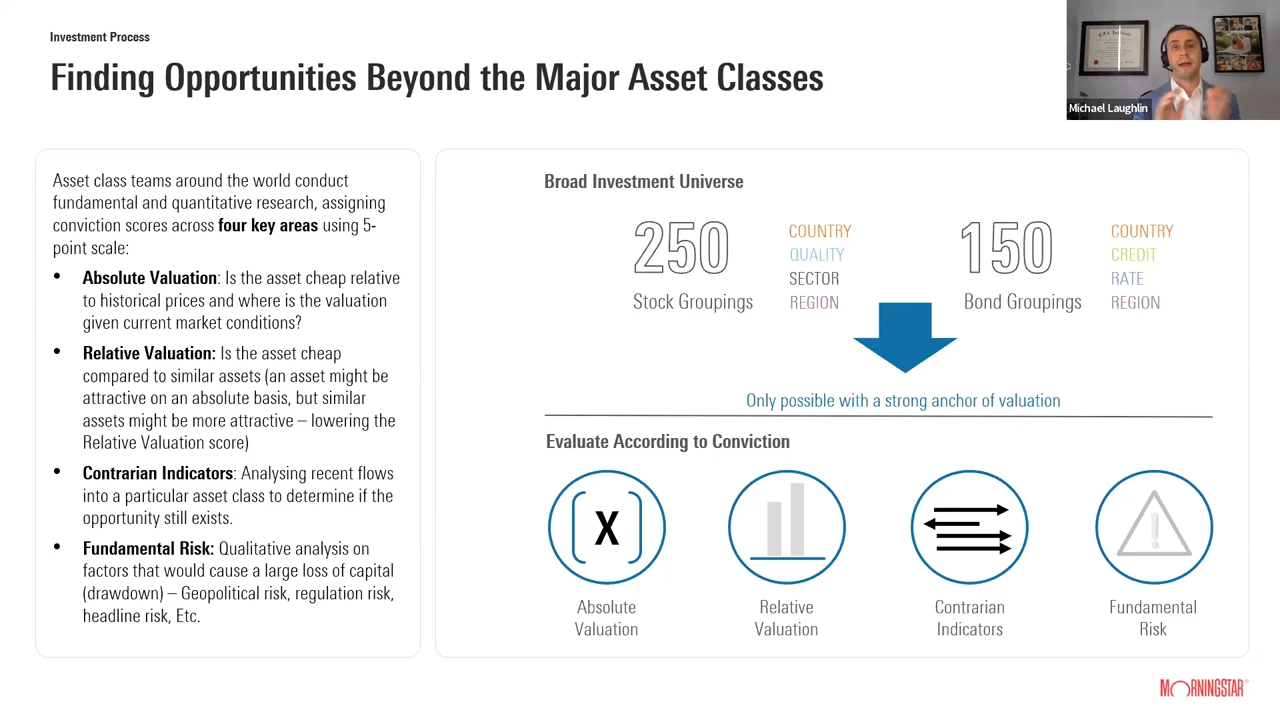 Investment Process
Finding Opportunities Beyond the Major Asset Classes
Michael Laughlin
Asset class teams around the world conduct
fundamental and quantitative research, assigning
conviction scores across four key areas using 5-
point scale:
• Absolute Valuation: Is the asset cheap relative
to historical prices and where is the valuation
given current market conditions?
• Relative Valuation: Is the asset cheap
compared to similar assets (an asset might be
attractive on an absolute basis, but similar
assets might be more attractive – lowering the
Relative Valuation score)
• Contrarian Indicators: Analysing recent flows
into a particular asset class to determine if the
opportunity still exists.
• Fundamental Risk: Qualitative analysis on
factors that would cause a large loss of capital
(drawdown) – Geopolitical risk, regulation risk,
headline risk, Etc.
Broad Investment Universe
250
Stock Groupings
COUNTRY
QUALITY
SECTOR
REGION
150
Bond Groupings
COUNTRY
CREDIT
RATE
REGION
Only possible with a strong anchor of valuation
Evaluate According to Conviction
X
Absolute
Valuation
Relative
Valuation
Contrarian
Indicators
!
Fundamental
Risk
MORNINGSTAR®